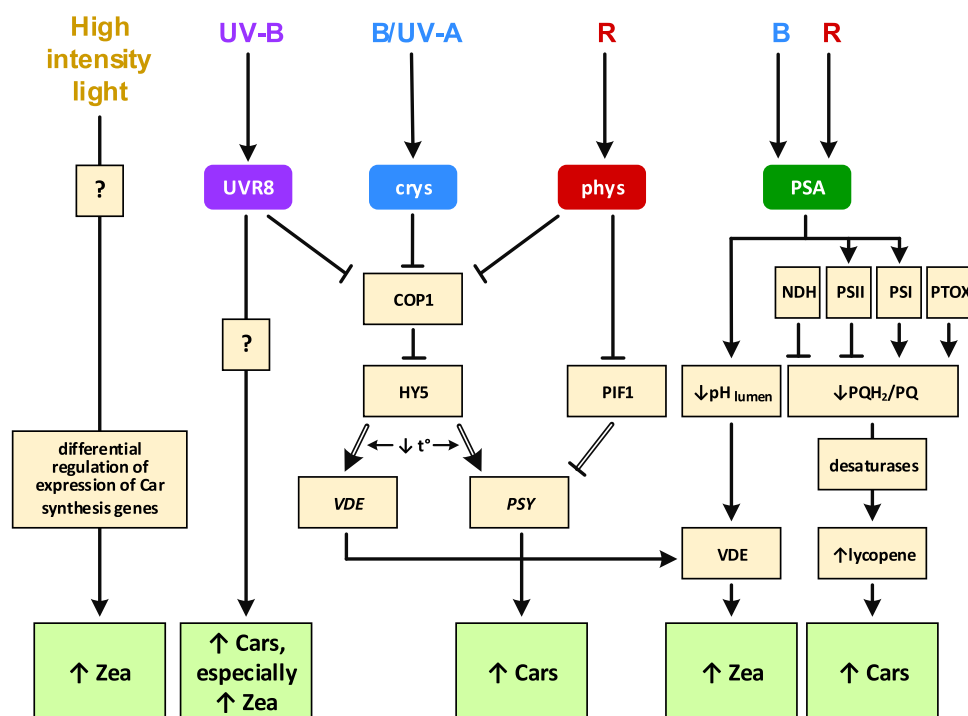 High
intensity
light
UV-B
B/UV-A
R
B
R
?
UVR8
crys
phys
PSA
COP1
NDH
PSII
PSI
PTOX
?
HY5
PIF1
↓pH lumen
↓PQH₂/PQ
← ↓ t° →
differential
regulation of
expression of Car
synthesis genes
desaturases
VDE
PSY
VDE
↑lycopene
↑ Zea
↑ Cars,
especially
↑ Zea
↑ Cars
↑ Zea
↑ Cars